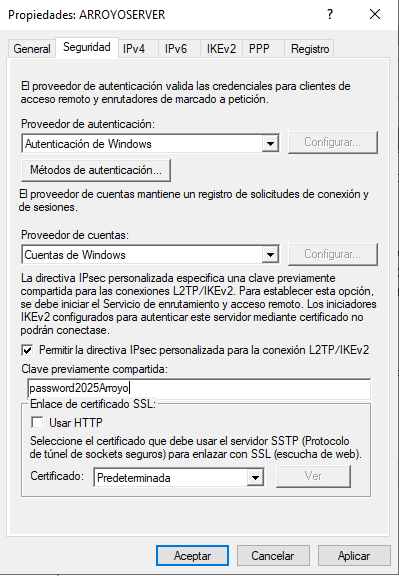 Propiedades: ARROYOSERVER
?
General Seguridad IPv4 IPv6 IKEv2 PPP Registro
El proveedor de autenticación valida las credenciales para clientes de
acceso remoto y enrutadores de marcado a petición.
Proveedor de autenticación:
Autenticación de Windows
Configurar...
Métodos de autenticación...
El proveedor de cuentas mantiene un registro de solicitudes de conexión y
de sesiones.
Proveedor de cuentas:
Cuentas de Windows
Configurar...
La directiva IPsec personalizada especifica una clave previamente
compartida para las conexiones L2TP/IKEv2. Para establecer esta opción,
se debe iniciar el Servicio de enrutamiento y acceso remoto. Los iniciadores
IKEv2 configurados para autenticar este servidor mediante certificado no
podrán conectase.
Permitir la directiva IPsec personalizada para la conexión L2TP/IKEv2
Clave previamente compartida:
password2025Arroyo
Enlace de certificado SSL:
Usar HTTP
Seleccione el certificado que debe usar el servidor SSTP (Protocolo
de túnel de sockets seguros) para enlazar con SSL (escucha de web).
Certificado:
Predeterminada
Ver
Aceptar Cancelar Aplicar